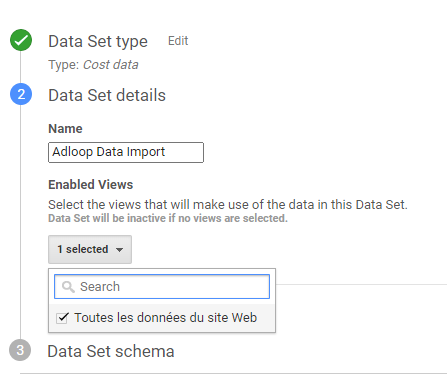 Data Set type Edit
Type: Cost data
2 Data Set details
Name
Adloop Data Import
Enabled Views
Select the views that will make use of the data in this Data Set.
Data Set will be inactive if no views are selected.
1 selected
Search
Toutes les données du site Web
3 Data Set schema